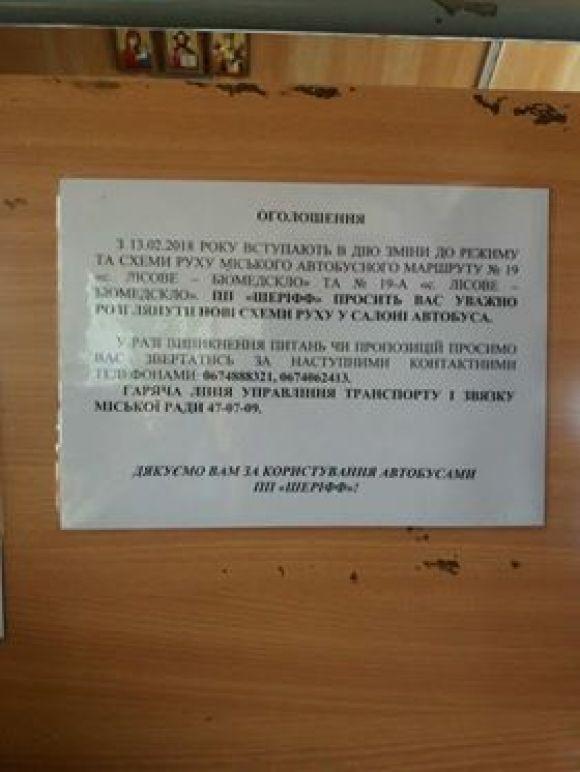 ОГОЛОШЕННЯ
З 13.02.2018 РОКУ ВСТУПАЮТЬ В ДІЮ ЗМІНИ ДО РЕЖИМУ
ТА СХЕМИ РУХУ МІСЬКОГО АВТОБУСНОГО МАРШРУТУ № 19
«с. ЛІСОВЕ – БІОМЕДСКЛО» ТА № 19-А «с. ЛІСОВЕ –
БІОМЕДСКЛО». ПП «ШЕРІФФ» ПРОСИТЬ ВАС УВАЖНО
РОЗГЛЯНУТИ НОВІ СХЕМИ РУХУ У САЛОНІ АВТОБУСА.
У РАЗІ ВИНИКНЕННЯ ПИТАНЬ ЧИ ПРОПОЗИЦІЙ ПРОСИМО
ВАС ЗВЕРТАТИСЬ ЗА НАСТУПНИМИ КОНТАКТНИМИ
ТЕЛЕФОНАМИ: 0674888321, 0674062413.
ГАРЯЧА ЛІНІЯ УПРАВЛІННЯ ТРАНСПОРТУ І ЗВЯЗКУ
МІСЬКОЇ РАДИ 47-07-09.
ДЯКУЄМО ВАМ ЗА КОРИСТУВАННЯ АВТОБУСАМИ
ПП «ШЕРІФФ»!